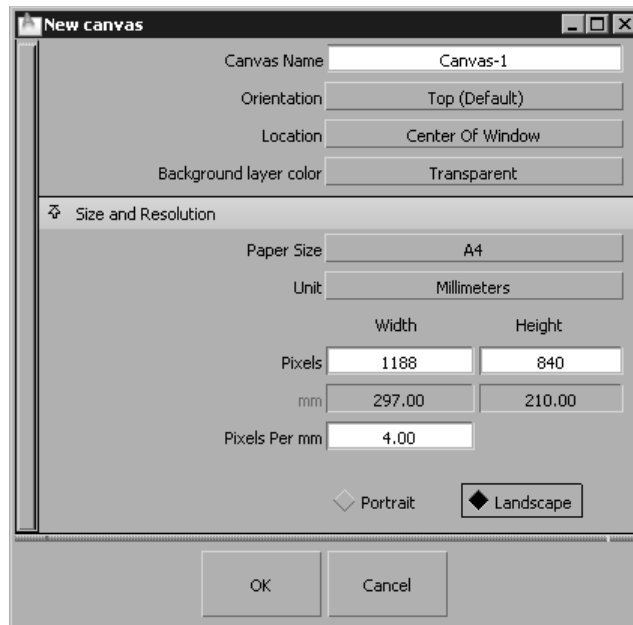 New canvas
Canvas Name Canvas-1
Orientation Top (Default)
Location Center Of Window
Background layer color Transparent
Size and Resolution
Paper Size A4
Unit Millimeters
Width Height
Pixels 1188 840
mm 297.00 210.00
Pixels Per mm 4.00
Portrait Landscape
OK Cancel